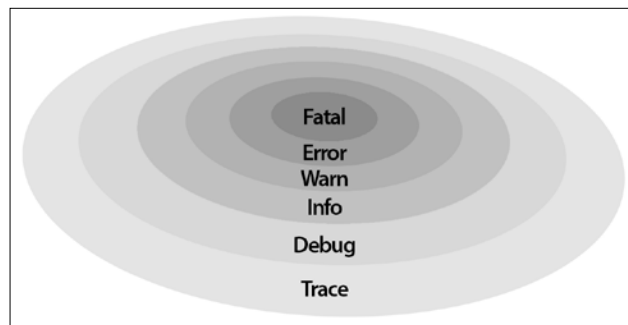 Fatal
Error
Warn
Info
Debug
Trace